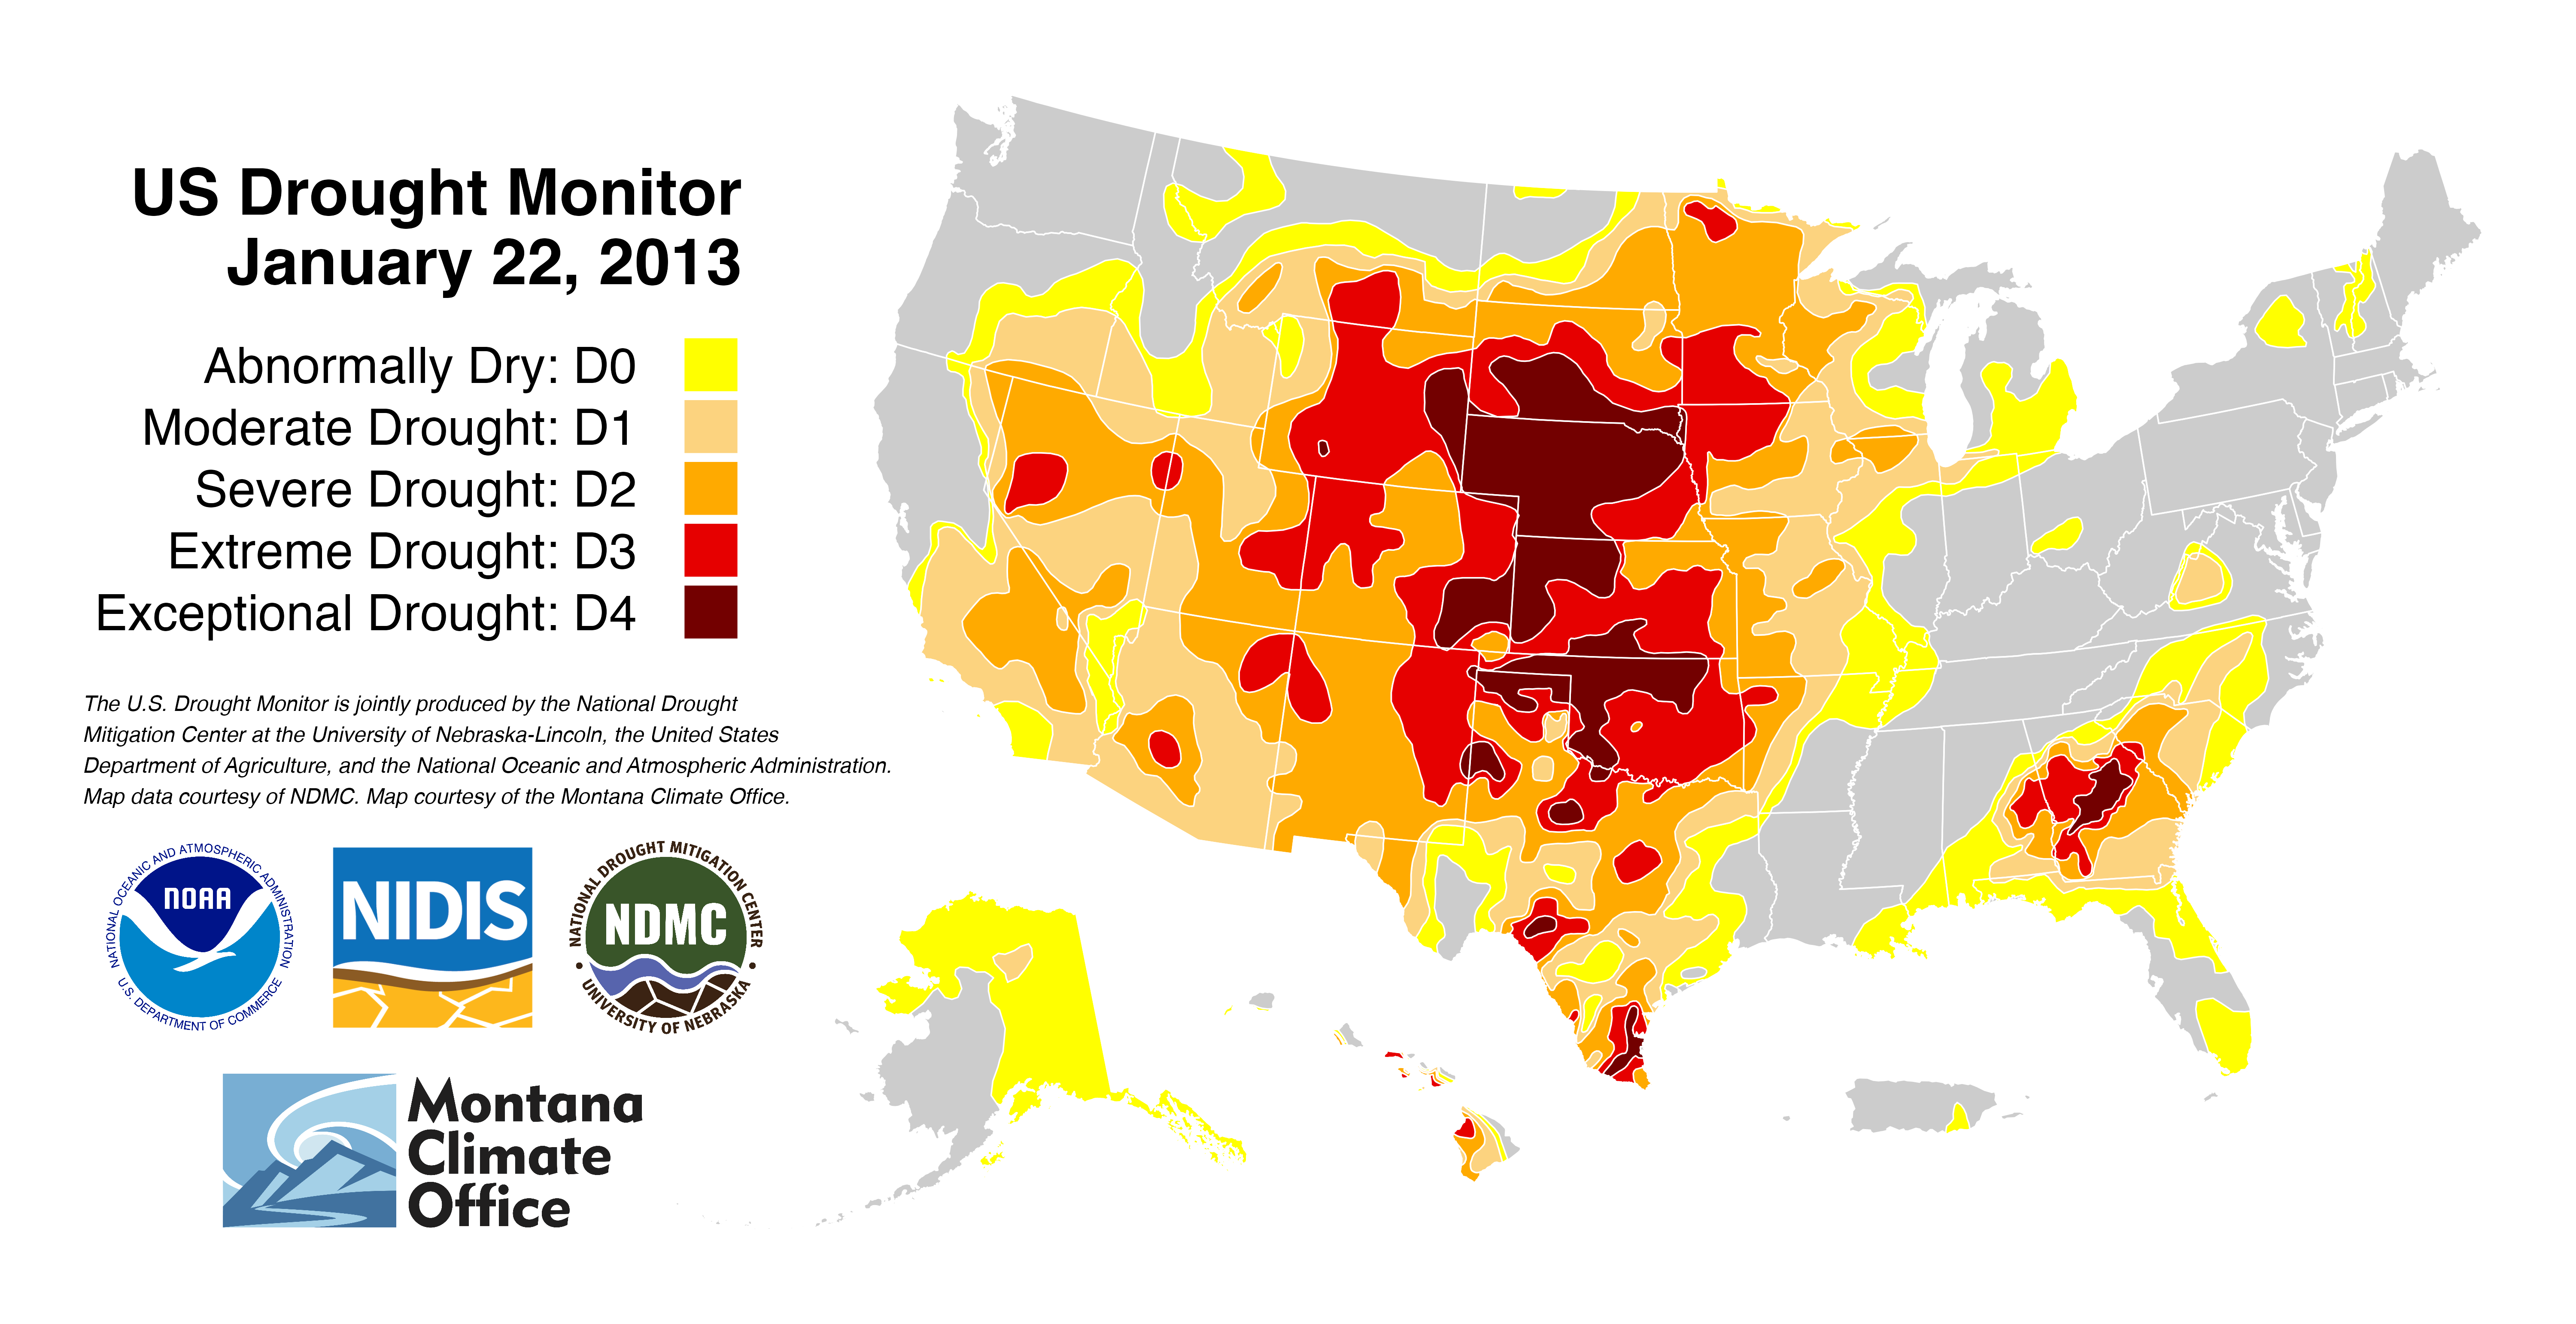 US Drought Monitor
January 22, 2013
Abnormally Dry: D0
Moderate Drought: D1
Severe Drought: D2
Extreme Drought: D3
Exceptional Drought: D4
The U.S. Drought Monitor is jointly produced by the National Drought
Mitigation Center at the University of Nebraska-Lincoln, the United States
Department of Agriculture, and the National Oceanic and Atmospheric Administration.
Map data courtesy of NDMC. Map courtesy of the Montana Climate Office.
NATIONAL OCEANIC AND ATMOSPHERIC ADMINISTRATION
NOAA
U.S. DEPARTMENT OF COMMERCE
NIDIS
NATIONAL DROUGHT MITIGATION CENTER
NDMC
UNIVERSITY OF NEBRASKA
Montana
Climate
Office